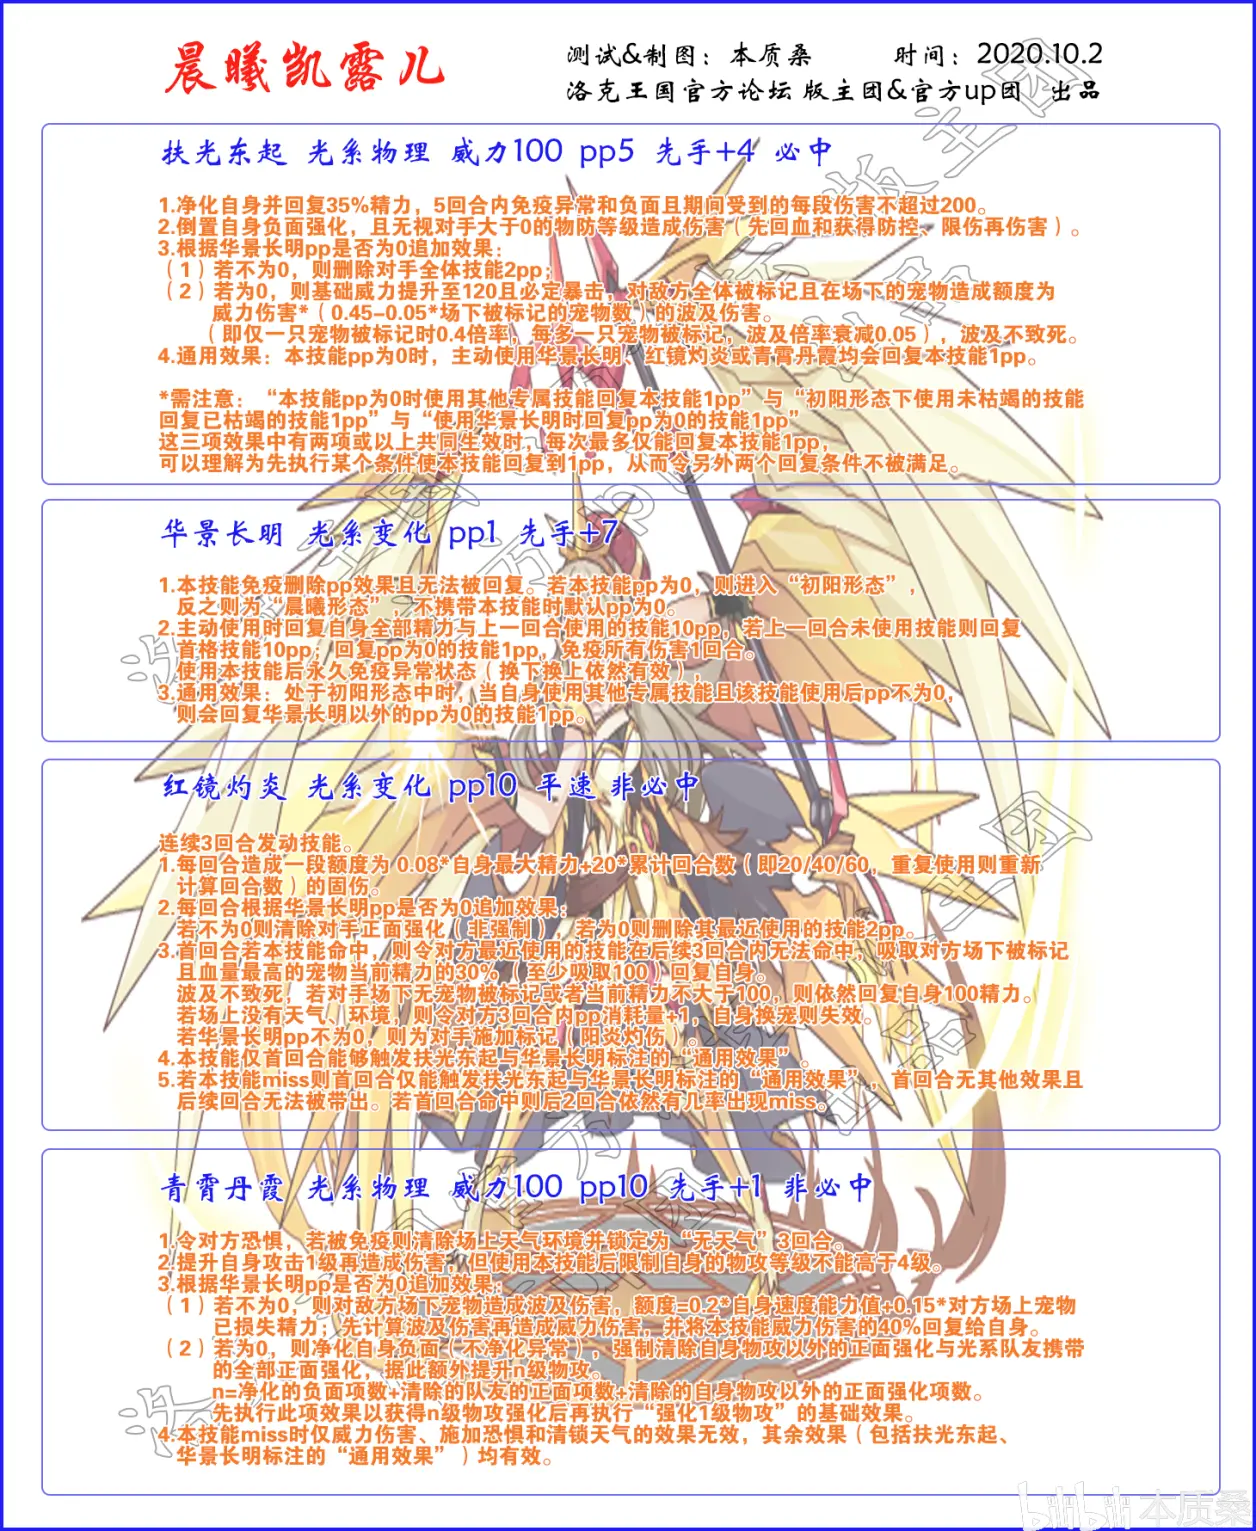 晨曦凯露儿
测试&制图：本质桑 时间：2020.10.2
洛克王国官方论坛 版主团&官方up团 出品
扶光东起 光系物理 威力100 pp5 先手+4 必中
1.净化自身并回复35%精力，5回合内免疫异常和负面且期间受到的每段伤害不超过200。
2.倒置自身负面强化，且无视对手大于0的物防等级造成伤害（先回血和获得防控、限伤再伤害）。
3.根据华景长明pp是否为0追加效果：
（1）若不为0，则删除对手全体技能2pp；
（2）若为0，则基础威力提升至120且必定暴击，对敌方全体被标记且在场下的宠物造成额度为
威力伤害*（0.45-0.05*场下被标记的宠物数）的波及伤害。
（即仅一只宠物被标记时0.4倍率，每多一只宠物被标记，波及倍率衰减0.05），波及不致死。
4.通用效果：本技能pp为0时，主动使用华景长明、红镜灼炎或青霄丹霞均会回复本技能1pp。
*需注意：“本技能pp为0时使用其他专属技能回复本技能1pp”与“初阳形态下使用未枯竭的技能
回复已枯竭的技能1pp”与“使用华景长明时回复pp为0的技能1pp”
这三项效果中有两项或以上共同生效时，每次最多仅能回复本技能1pp，
可以理解为先执行某个条件使本技能回复到1pp，从而令另外两个回复条件不被满足。
华景长明 光系变化 pp1 先手+7
1.本技能免疫删除pp效果且无法被回复。若本技能pp为0，则进入“初阳形态”，
反之则为“晨曦形态”，不携带本技能时默认pp为0。
2.主动使用时回复自身全部精力与上一回合使用的技能10pp，若上一回合未使用技能则回复
首格技能10pp；回复pp为0的技能1pp，免疫所有伤害1回合。
使用本技能后永久免疫异常状态（换下换上依然有效），
3.通用效果：处于初阳形态中时，当自身使用其他专属技能且该技能使用后pp不为0，
则会回复华景长明以外的pp为0的技能1pp。
红镜灼炎 光系变化 pp10 平速 非必中
连续3回合发动技能。
1.每回合造成一段额度为 0.08*自身最大精力+20*累计回合数（即20/40/60，重复使用则重新
计算回合数）的固伤。
2.每回合根据华景长明pp是否为0追加效果：
若不为0则清除对手正面强化（非强制），若为0则删除其最近使用的技能2pp。
3.首回合若本技能命中，则令对方最近使用的技能在后续3回合内无法命中；吸取对方场下被标记
且血量最高的宠物当前精力的30%（至少吸取100）回复自身。
波及不致死，若对手场下无宠物被标记或者当前精力不大于100，则依然回复自身100精力。
若场上没有天气、环境，则令对方3回合内pp消耗量+1，自身换宠则失效。
若华景长明pp不为0，则为对手施加标记（阳炎灼伤）。
4.本技能仅首回合能够触发扶光东起与华景长明标注的“通用效果”。
5.若本技能miss则首回合仅能触发扶光东起与华景长明标注的“通用效果”，首回合无其他效果且
后续回合无法被带出。若首回合命中则后2回合依然有几率出现miss。
青霄丹霞 光系物理 威力100 pp10 先手+1 非必中
1.令对方恐惧，若被免疫则清除场上天气环境并锁定为“无天气”3回合。
2.提升自身攻击1级再造成伤害，但使用本技能后限制自身的物攻等级不能高于4级。
3.根据华景长明pp是否为0追加效果：
（1）若不为0，则对敌方场下宠物造成波及伤害，额度=0.2*自身速度能力值+0.15*对方场上宠物
已损失精力；先计算波及伤害再造成威力伤害，并将本技能威力伤害的40%回复给自身。
（2）若为0，则净化自身负面（不净化异常），强制清除自身物攻以外的正面强化与光系队友携带
的全部正面强化，据此额外提升n级物攻。
n=净化的负面项数+清除的队友的正面项数+清除的自身物攻以外的正面强化项数。
先执行此项效果以获得n级物攻强化后再执行“强化1级物攻”的基础效果。
4.本技能miss时仅威力伤害、施加恐惧和清锁天气的效果无效，其余效果（包括扶光东起、
华景长明标注的“通用效果”）均有效。
bilibili 本质桑